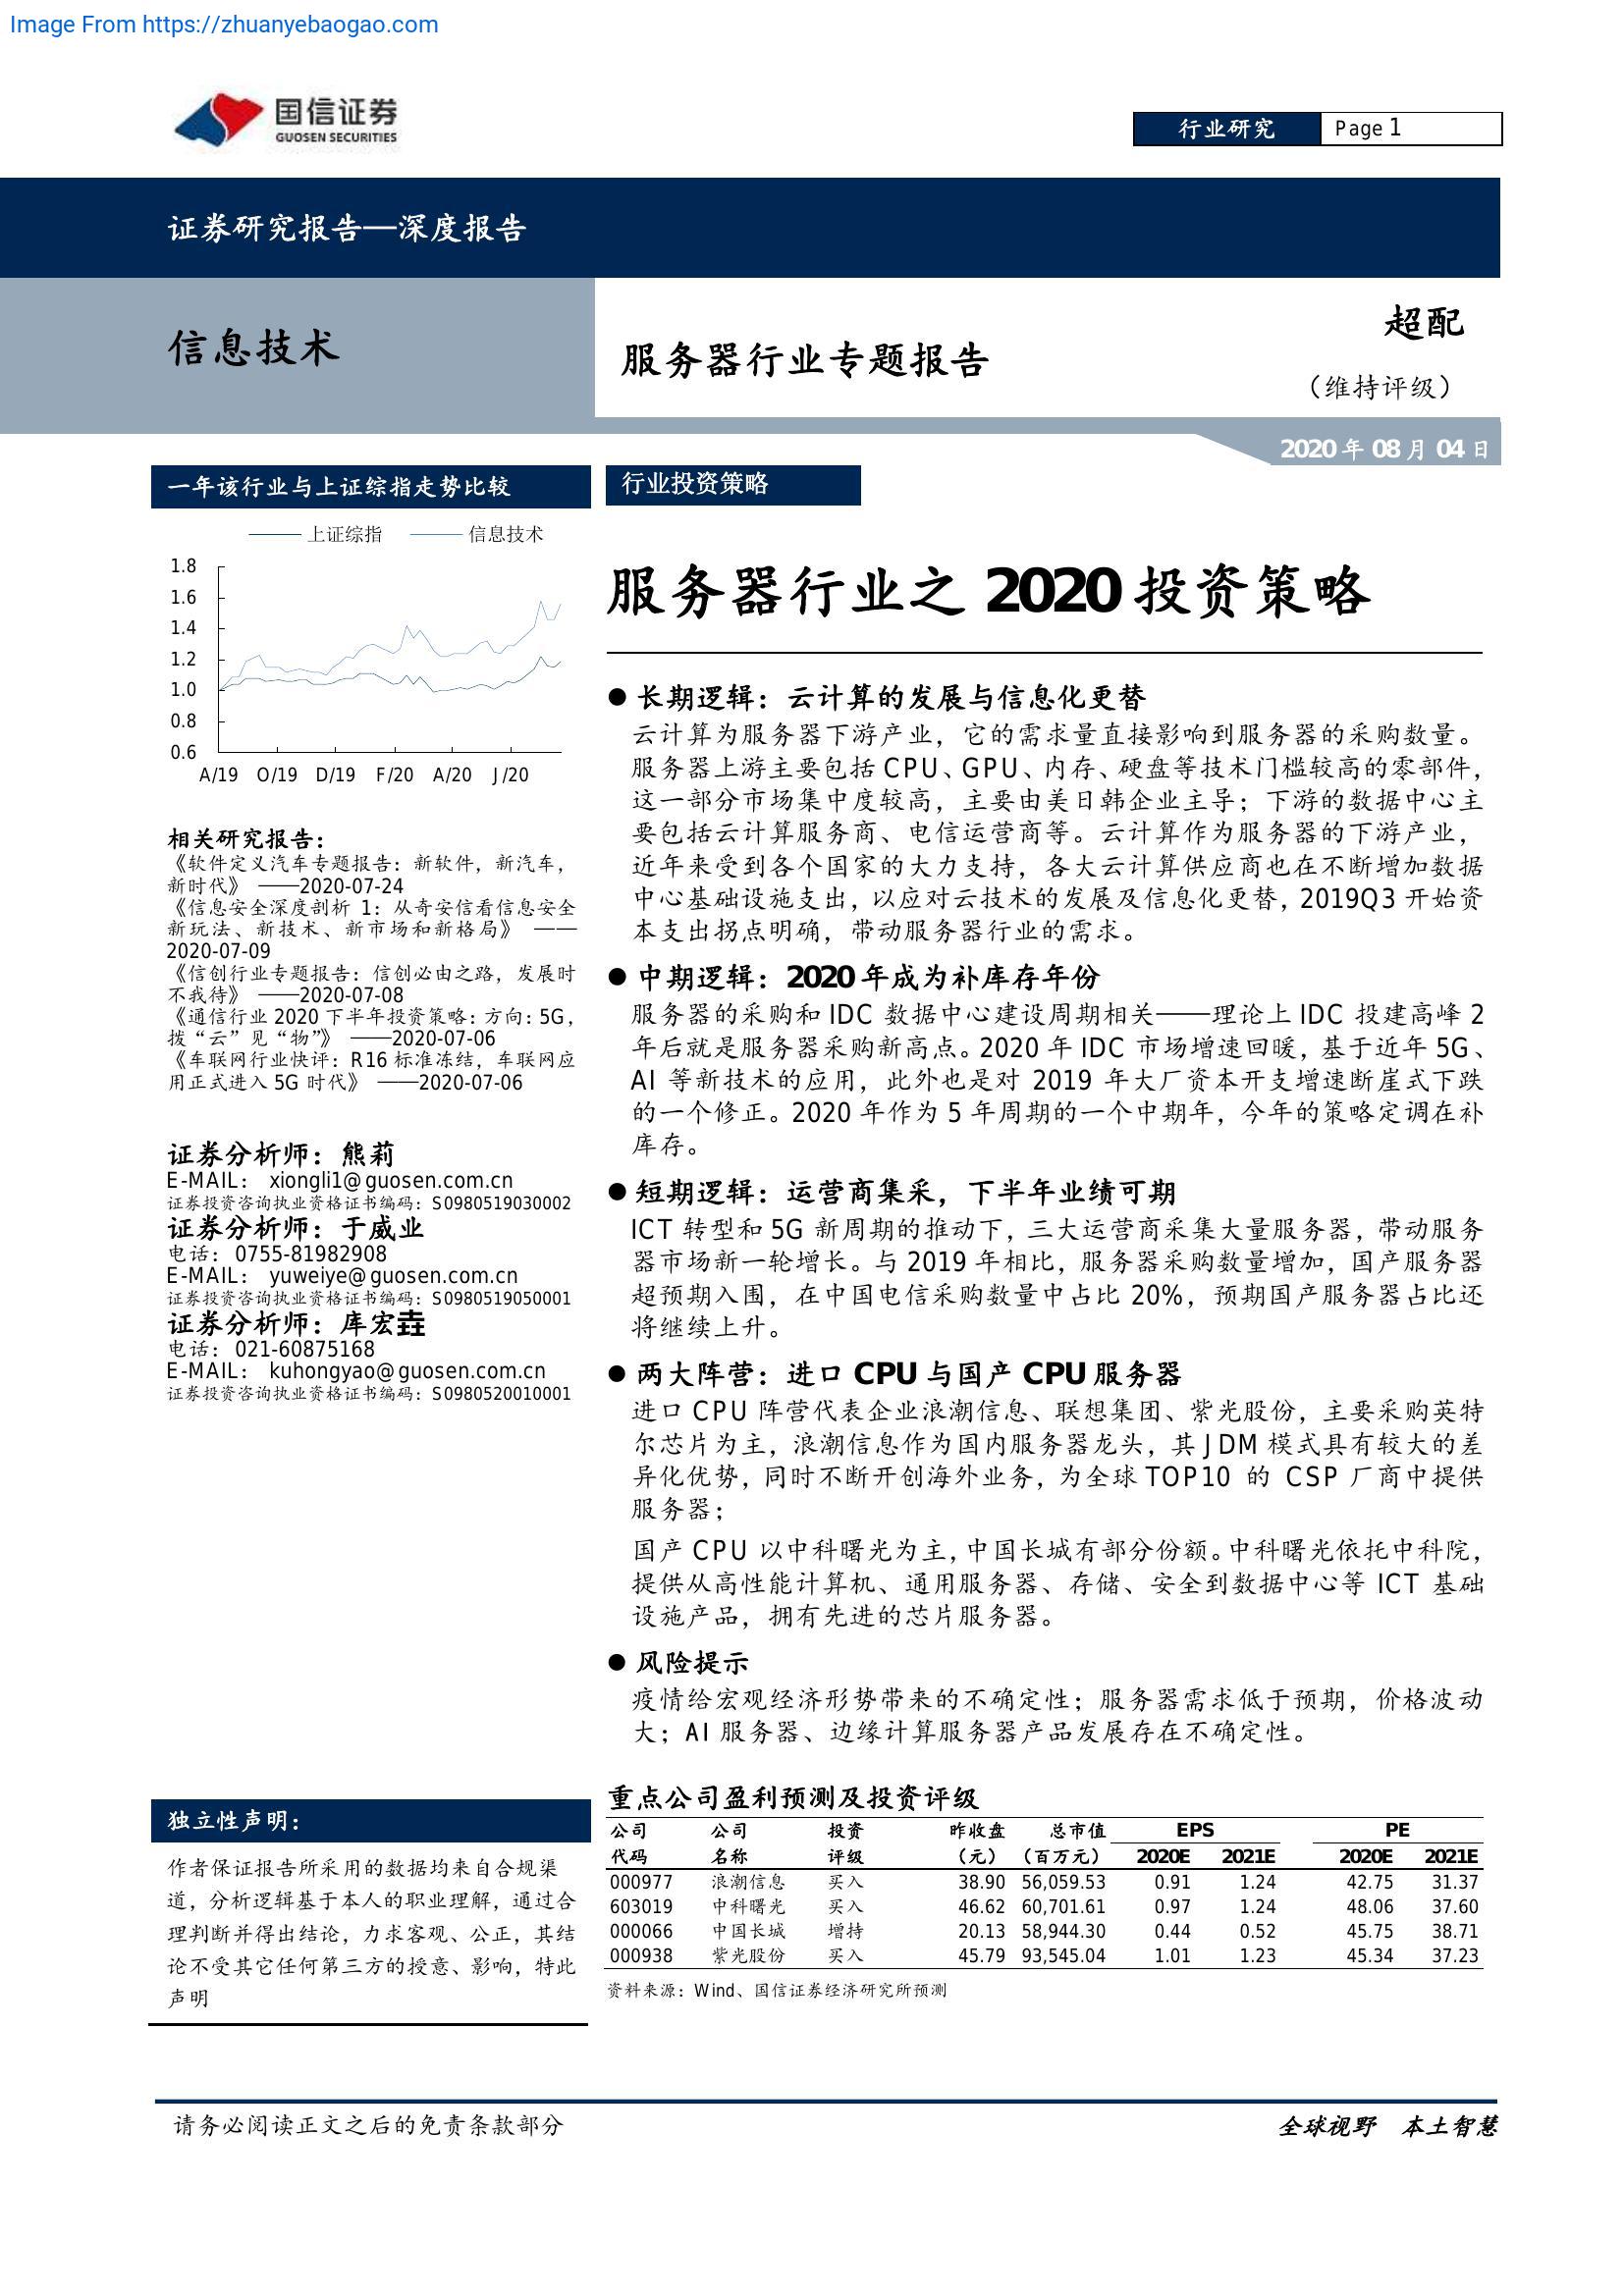 Image From https://zhuanyebaogao.com
国信证券
GUOSEN SECURITIES
行业研究
Page 1
证券研究报告—深度报告
信息技术
服务器行业专题报告
超配
（维持评级）
2020 年 08 月 04 日
一年该行业与上证综指走势比较
上证综指 信息技术
1.8
1.6
1.4
1.2
1.0
0.8
0.6
A/19 O/19 D/19 F/20 A/20 J/20
相关研究报告：
《软件定义汽车专题报告：新软件，新汽车，
新时代》 ——2020-07-24
《信息安全深度剖析 1：从奇安信看信息安全
新玩法、新技术、新市场和新格局》 ——
2020-07-09
《信创行业专题报告：信创必由之路，发展时
不我待》 ——2020-07-08
《通信行业 2020 下半年投资策略：方向：5G，
拨“云”见“物”》 ——2020-07-06
《车联网行业快评：R16 标准冻结，车联网应
用正式进入 5G 时代》 ——2020-07-06
证券分析师：熊莉
E-MAIL： xiongli1@guosen.com.cn
证券投资咨询执业资格证书编码：S0980519030002
证券分析师：于威业
电话：0755-81982908
E-MAIL： yuweiye@guosen.com.cn
证券投资咨询执业资格证书编码：S0980519050001
证券分析师：库宏垚
电话：021-60875168
E-MAIL： kuhongyao@guosen.com.cn
证券投资咨询执业资格证书编码：S0980520010001
独立性声明：
作者保证报告所采用的数据均来自合规渠
道，分析逻辑基于本人的职业理解，通过合
理判断并得出结论，力求客观、公正，其结
论不受其它任何第三方的授意、影响，特此
声明
行业投资策略
服务器行业之 2020 投资策略
● 长期逻辑：云计算的发展与信息化更替
云计算为服务器下游产业，它的需求量直接影响到服务器的采购数量。
服务器上游主要包括 CPU、GPU、内存、硬盘等技术门槛较高的零部件，
这一部分市场集中度较高，主要由美日韩企业主导；下游的数据中心主
要包括云计算服务商、电信运营商等。云计算作为服务器的下游产业，
近年来受到各个国家的大力支持，各大云计算供应商也在不断增加数据
中心基础设施支出，以应对云技术的发展及信息化更替，2019Q3 开始资
本支出拐点明确，带动服务器行业的需求。
● 中期逻辑：2020 年成为补库存年份
服务器的采购和 IDC 数据中心建设周期相关——理论上 IDC 投建高峰 2
年后就是服务器采购新高点。2020 年 IDC 市场增速回暖，基于近年 5G、
AI 等新技术的应用，此外也是对 2019 年大厂资本开支增速断崖式下跌
的一个修正。2020 年作为 5 年周期的一个中期年，今年的策略定调在补
库存。
● 短期逻辑：运营商集采，下半年业绩可期
ICT 转型和 5G 新周期的推动下，三大运营商采集大量服务器，带动服务
器市场新一轮增长。与 2019 年相比，服务器采购数量增加，国产服务器
超预期入围，在中国电信采购数量中占比 20%，预期国产服务器占比还
将继续上升。
● 两大阵营：进口 CPU 与国产 CPU 服务器
进口 CPU 阵营代表企业浪潮信息、联想集团、紫光股份，主要采购英特
尔芯片为主，浪潮信息作为国内服务器龙头，其 JDM 模式具有较大的差
异化优势，同时不断开创海外业务，为全球 TOP10 的 CSP 厂商中提供
服务器；
国产 CPU 以中科曙光为主，中国长城有部分份额。中科曙光依托中科院，
提供从高性能计算机、通用服务器、存储、安全到数据中心等 ICT 基础
设施产品，拥有先进的芯片服务器。
● 风险提示
疫情给宏观经济形势带来的不确定性；服务器需求低于预期，价格波动
大；AI 服务器、边缘计算服务器产品发展存在不确定性。
重点公司盈利预测及投资评级
公司 公司 投资 昨收盘 总市值 EPS PE
代码 名称 评级 （元） （百万元） 2020E 2021E 2020E 2021E
000977 浪潮信息 买入 38.90 56,059.53 0.91 1.24 42.75 31.37
603019 中科曙光 买入 46.62 60,701.61 0.97 1.24 48.06 37.60
000066 中国长城 增持 20.13 58,944.30 0.44 0.52 45.75 38.71
000938 紫光股份 买入 45.79 93,545.04 1.01 1.23 45.34 37.23
资料来源：Wind、国信证券经济研究所预测
请务必阅读正文之后的免责条款部分
全球视野 本土智慧